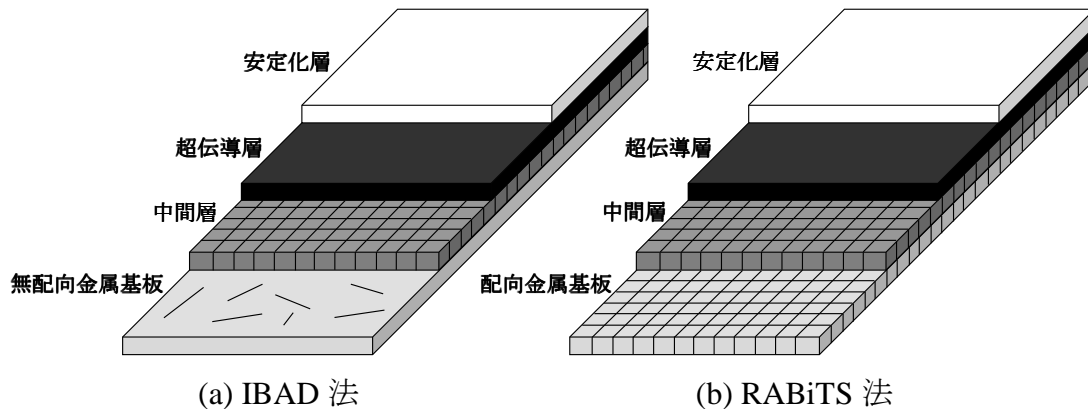 安定化層
超伝導層
中間層
無配向金属基板
(a) IBAD 法
安定化層
超伝導層
中間層
配向金属基板
(b) RABiTS 法